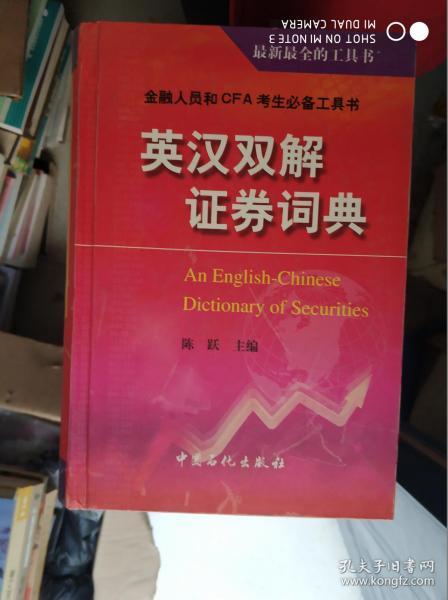 SHOT ON MI NOTE 3
MI DUAL CAMERA
最新最全的工具书
金融人员和CFA考生必备工具书
英汉双解
证券词典
An English-Chinese
Dictionary of Securities
陈 跃 主编
中国石化出版社
孔夫子旧书网
www.kongfz.com